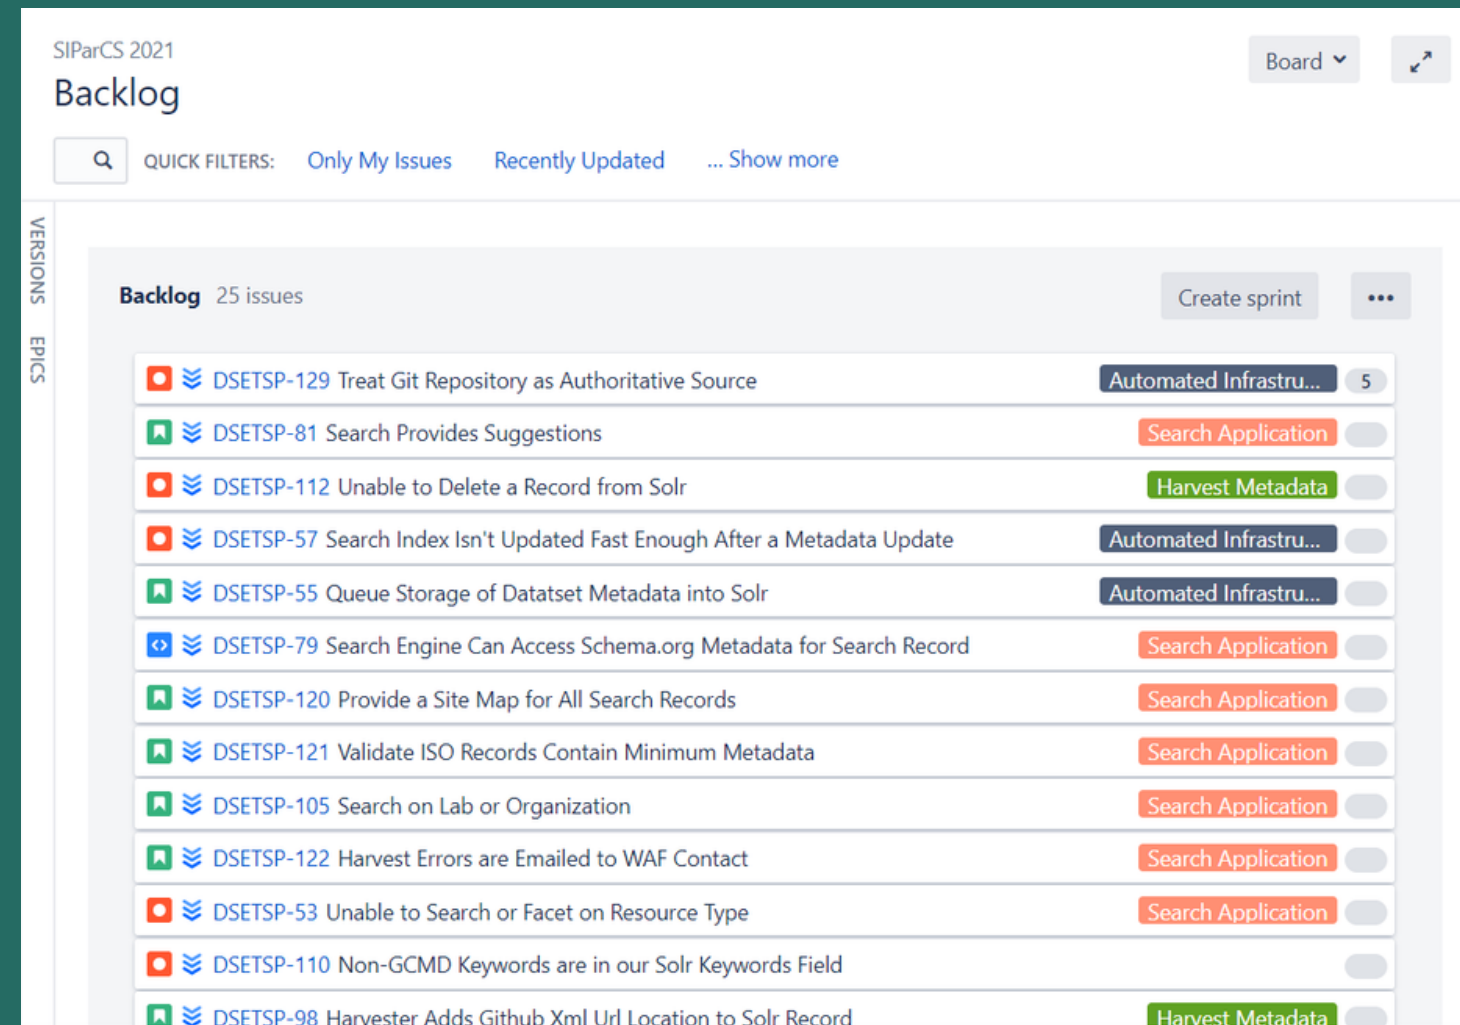 SIParCS 2021
Board
Backlog
QUICK FILTERS: Only My Issues Recently Updated ... Show more
VERSIONS
EPICS
Backlog 25 issues Create sprint
DSETSP-129 Treat Git Repository as Authoritative Source Automated Infrastru... 5
DSETSP-81 Search Provides Suggestions Search Application
DSETSP-112 Unable to Delete a Record from Solr Harvest Metadata
DSETSP-57 Search Index Isn't Updated Fast Enough After a Metadata Update Automated Infrastru...
DSETSP-55 Queue Storage of Datatset Metadata into Solr Automated Infrastru...
DSETSP-79 Search Engine Can Access Schema.org Metadata for Search Record Search Application
DSETSP-120 Provide a Site Map for All Search Records Search Application
DSETSP-121 Validate ISO Records Contain Minimum Metadata Search Application
DSETSP-105 Search on Lab or Organization Search Application
DSETSP-122 Harvest Errors are Emailed to WAF Contact Search Application
DSETSP-53 Unable to Search or Facet on Resource Type Search Application
DSETSP-110 Non-GCMD Keywords are in our Solr Keywords Field
DSETSP-98 Harvester Adds Github Xml Url Location to Solr Record Harvest Metadata